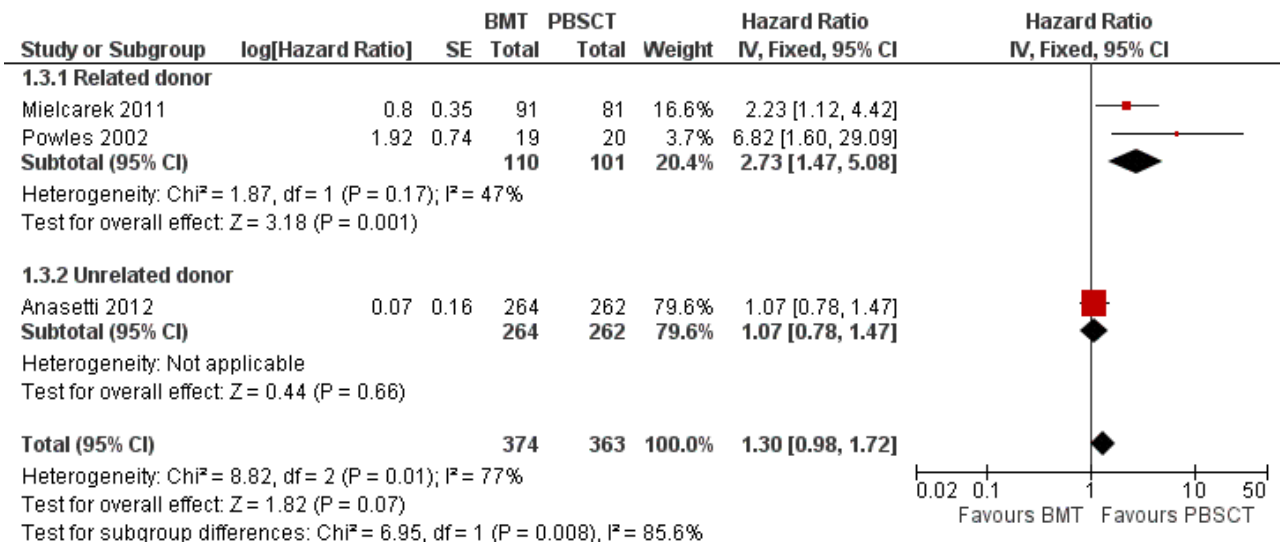 BMT PBSCT Hazard Ratio Hazard Ratio
Study or Subgroup log[Hazard Ratio] SE Total Total Weight IV, Fixed, 95% CI IV, Fixed, 95% CI
1.3.1 Related donor
Mielcarek 2011 0.8 0.35 91 81 16.6% 2.23 [1.12, 4.42]
Powles 2002 1.92 0.74 19 20 3.7% 6.82 [1.60, 29.09]
Subtotal (95% CI) 110 101 20.4% 2.73 [1.47, 5.08]
Heterogeneity: Chi² = 1.87, df = 1 (P = 0.17); I² = 47%
Test for overall effect: Z = 3.18 (P = 0.001)
1.3.2 Unrelated donor
Anasetti 2012 0.07 0.16 264 262 79.6% 1.07 [0.78, 1.47]
Subtotal (95% CI) 264 262 79.6% 1.07 [0.78, 1.47]
Heterogeneity: Not applicable
Test for overall effect: Z = 0.44 (P = 0.66)
Total (95% CI) 374 363 100.0% 1.30 [0.98, 1.72]
Heterogeneity: Chi² = 8.82, df = 2 (P = 0.01); I² = 77%
Test for overall effect: Z = 1.82 (P = 0.07)
Test for subgroup differences: Chi² = 6.95, df = 1 (P = 0.008), I² = 85.6%
0.02 0.1 1 10 50
Favours BMT Favours PBSCT